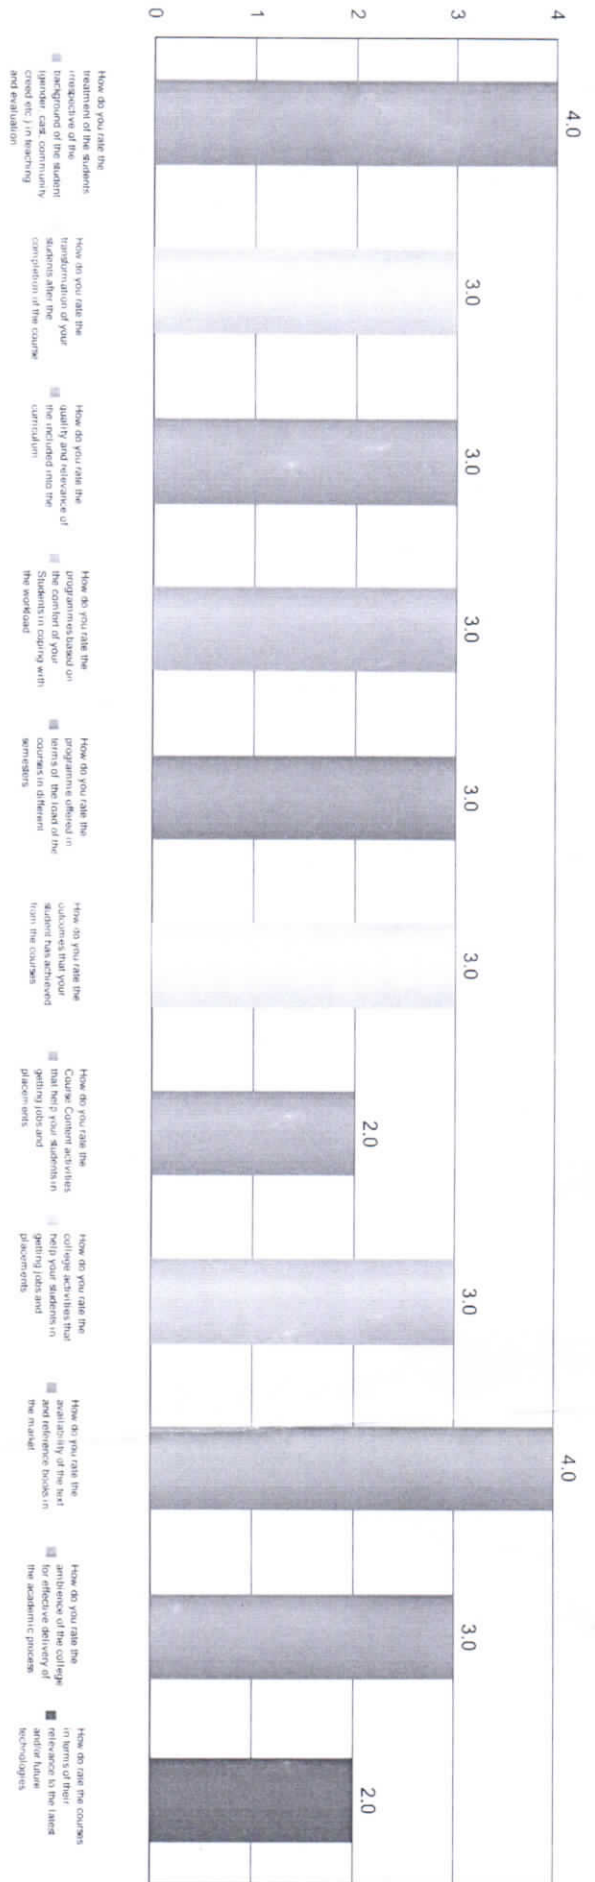 4
3
2
1
0
4.0
3.0
3.0
3.0
3.0
3.0
2.0
3.0
4.0
3.0
2.0
How do you rate the
treatment of the students
irrespective of the
background of the student
(gender, cast, community
creed etc ) in teaching
and evaluation
How do you rate the
transformation of your
students after the
completion of the course
How do you rate the
quality and relevance of
the included into the
curriculum
How do you rate the
programmes based on
the comfort of your
Students in coping with
the workload
How do you rate the
programme offered in
terms of the load of the
courses in different
semesters
How do you rate the
outcomes that your
student has achieved
from the courses
How do you rate the
Course Content activities
that help your students in
getting jobs and
placements
How do you rate the
college activities that
help your students in
getting jobs and
placements
How do you rate the
availability of the text
and reference books in
the market
How do you rate the
ambience of the college
for effective delivery of
the academic process
How do rate the courses
in terms of their
relevance to the latest
and/or future
technologies